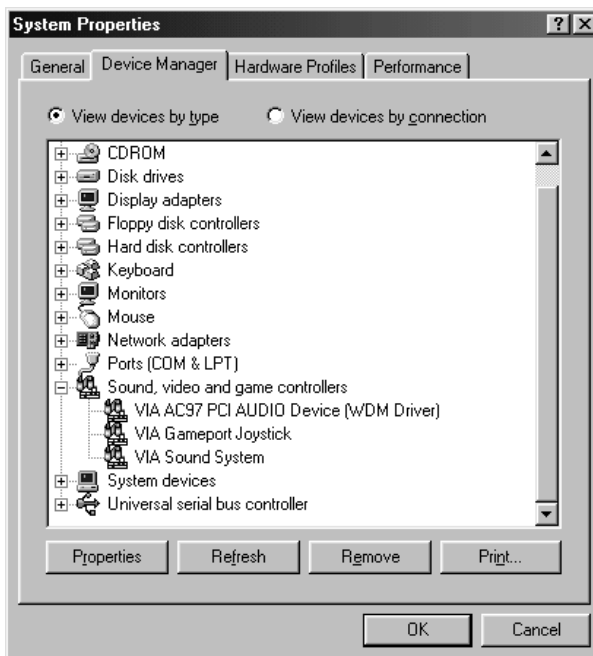 System Properties
General Device Manager Hardware Profiles Performance
View devices by type View devices by connection
CDROM
Disk drives
Display adapters
Floppy disk controllers
Hard disk controllers
Keyboard
Monitors
Mouse
Network adapters
Ports (COM & LPT)
Sound, video and game controllers
VIA AC97 PCI AUDIO Device (WDM Driver)
VIA Gameport Joystick
VIA Sound System
System devices
Universal serial bus controller
Properties Refresh Remove Print...
OK Cancel